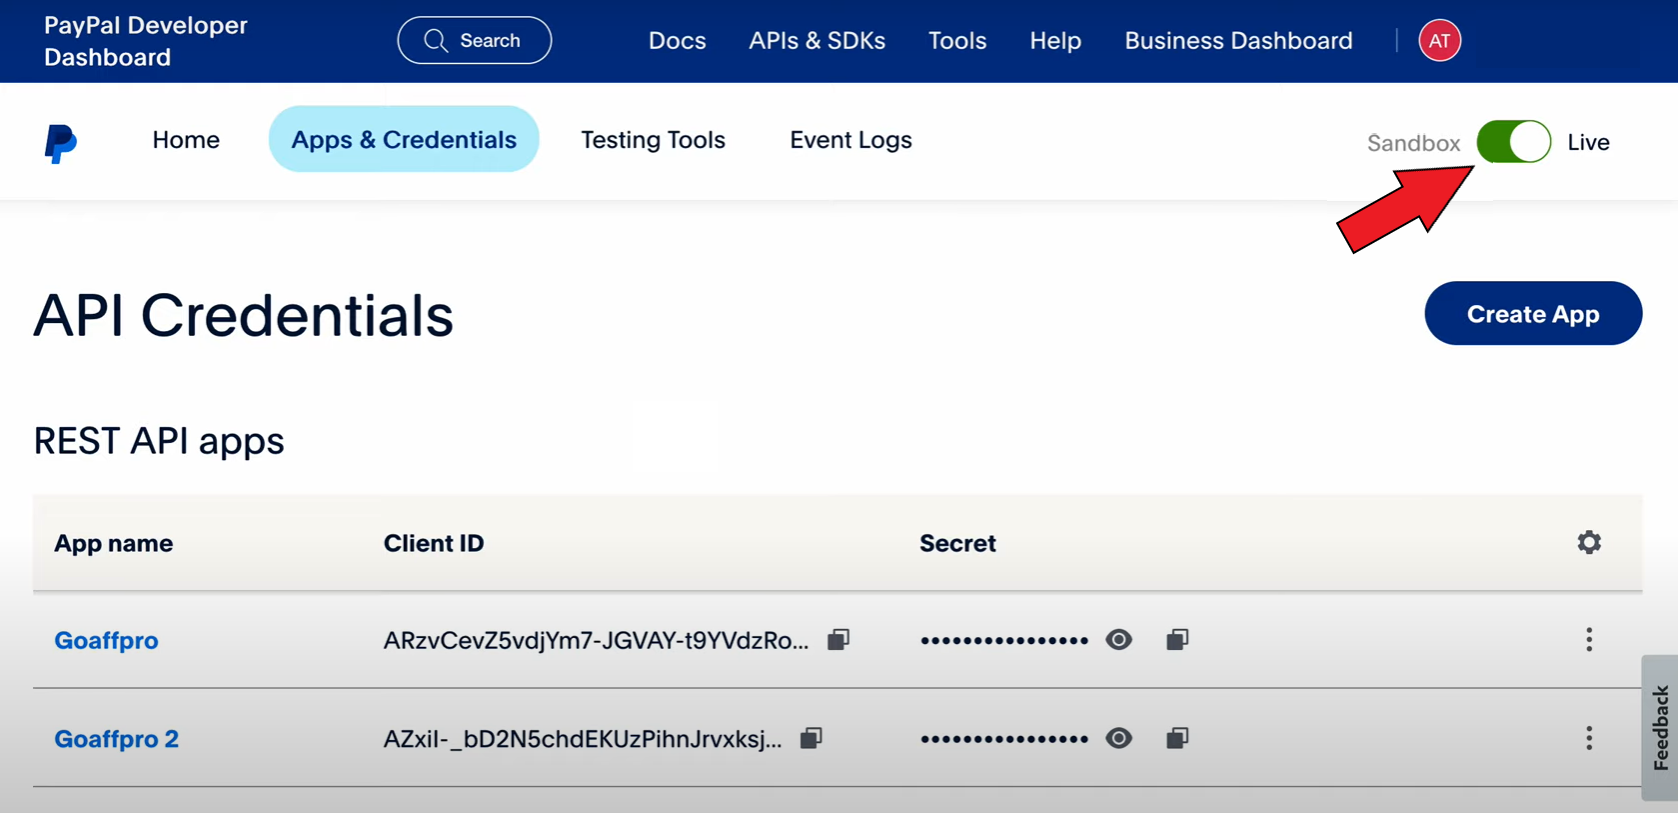 PayPal Developer
Dashboard
Search
Docs
APIs & SDKs
Tools
Help
Business Dashboard
AT
Home
Apps & Credentials
Testing Tools
Event Logs
Sandbox
Live
API Credentials
Create App
REST API apps
App name
Client ID
Secret
Goaffpro
ARzvCevZ5vdjYm7-JGVAY-t9YVdzRo...
••••••••••••••••
Goaffpro 2
AZxiI-_bD2N5chdEKUzPihnJrvxksj...
••••••••••••••••
Feedback